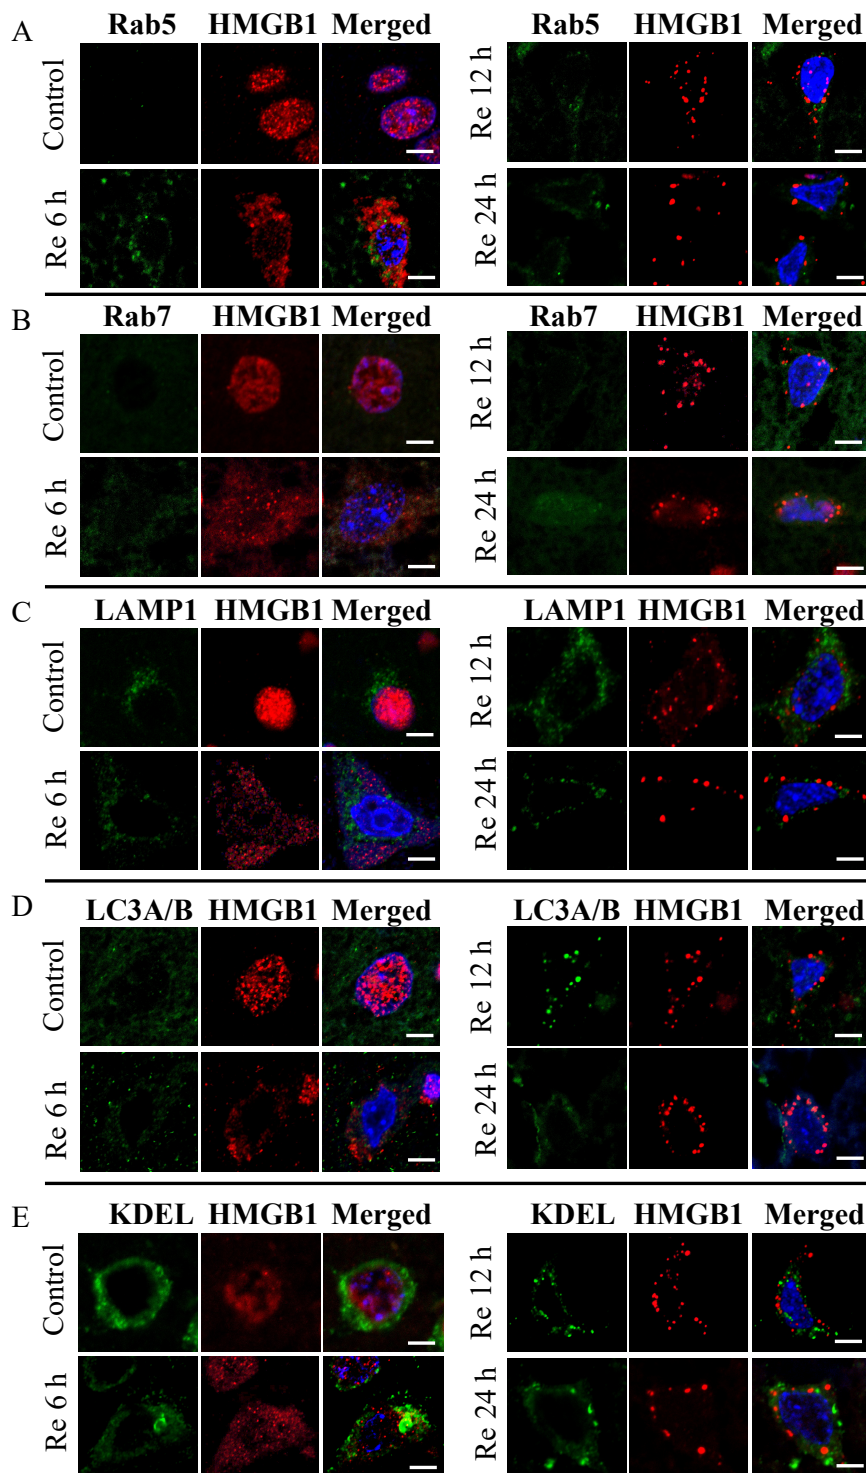 A
Rab5 HMGB1 Merged
Rab5 HMGB1 Merged
Control
Re 12 h
Re 6 h
Re 24 h
B
Rab7 HMGB1 Merged
Rab7 HMGB1 Merged
Control
Re 12 h
Re 6 h
Re 24 h
C
LAMP1 HMGB1 Merged
LAMP1 HMGB1 Merged
Control
Re 12 h
Re 6 h
Re 24 h
D
LC3A/B HMGB1 Merged
LC3A/B HMGB1 Merged
Control
Re 12 h
Re 6 h
Re 24 h
E
KDEL HMGB1 Merged
KDEL HMGB1 Merged
Control
Re 12 h
Re 6 h
Re 24 h